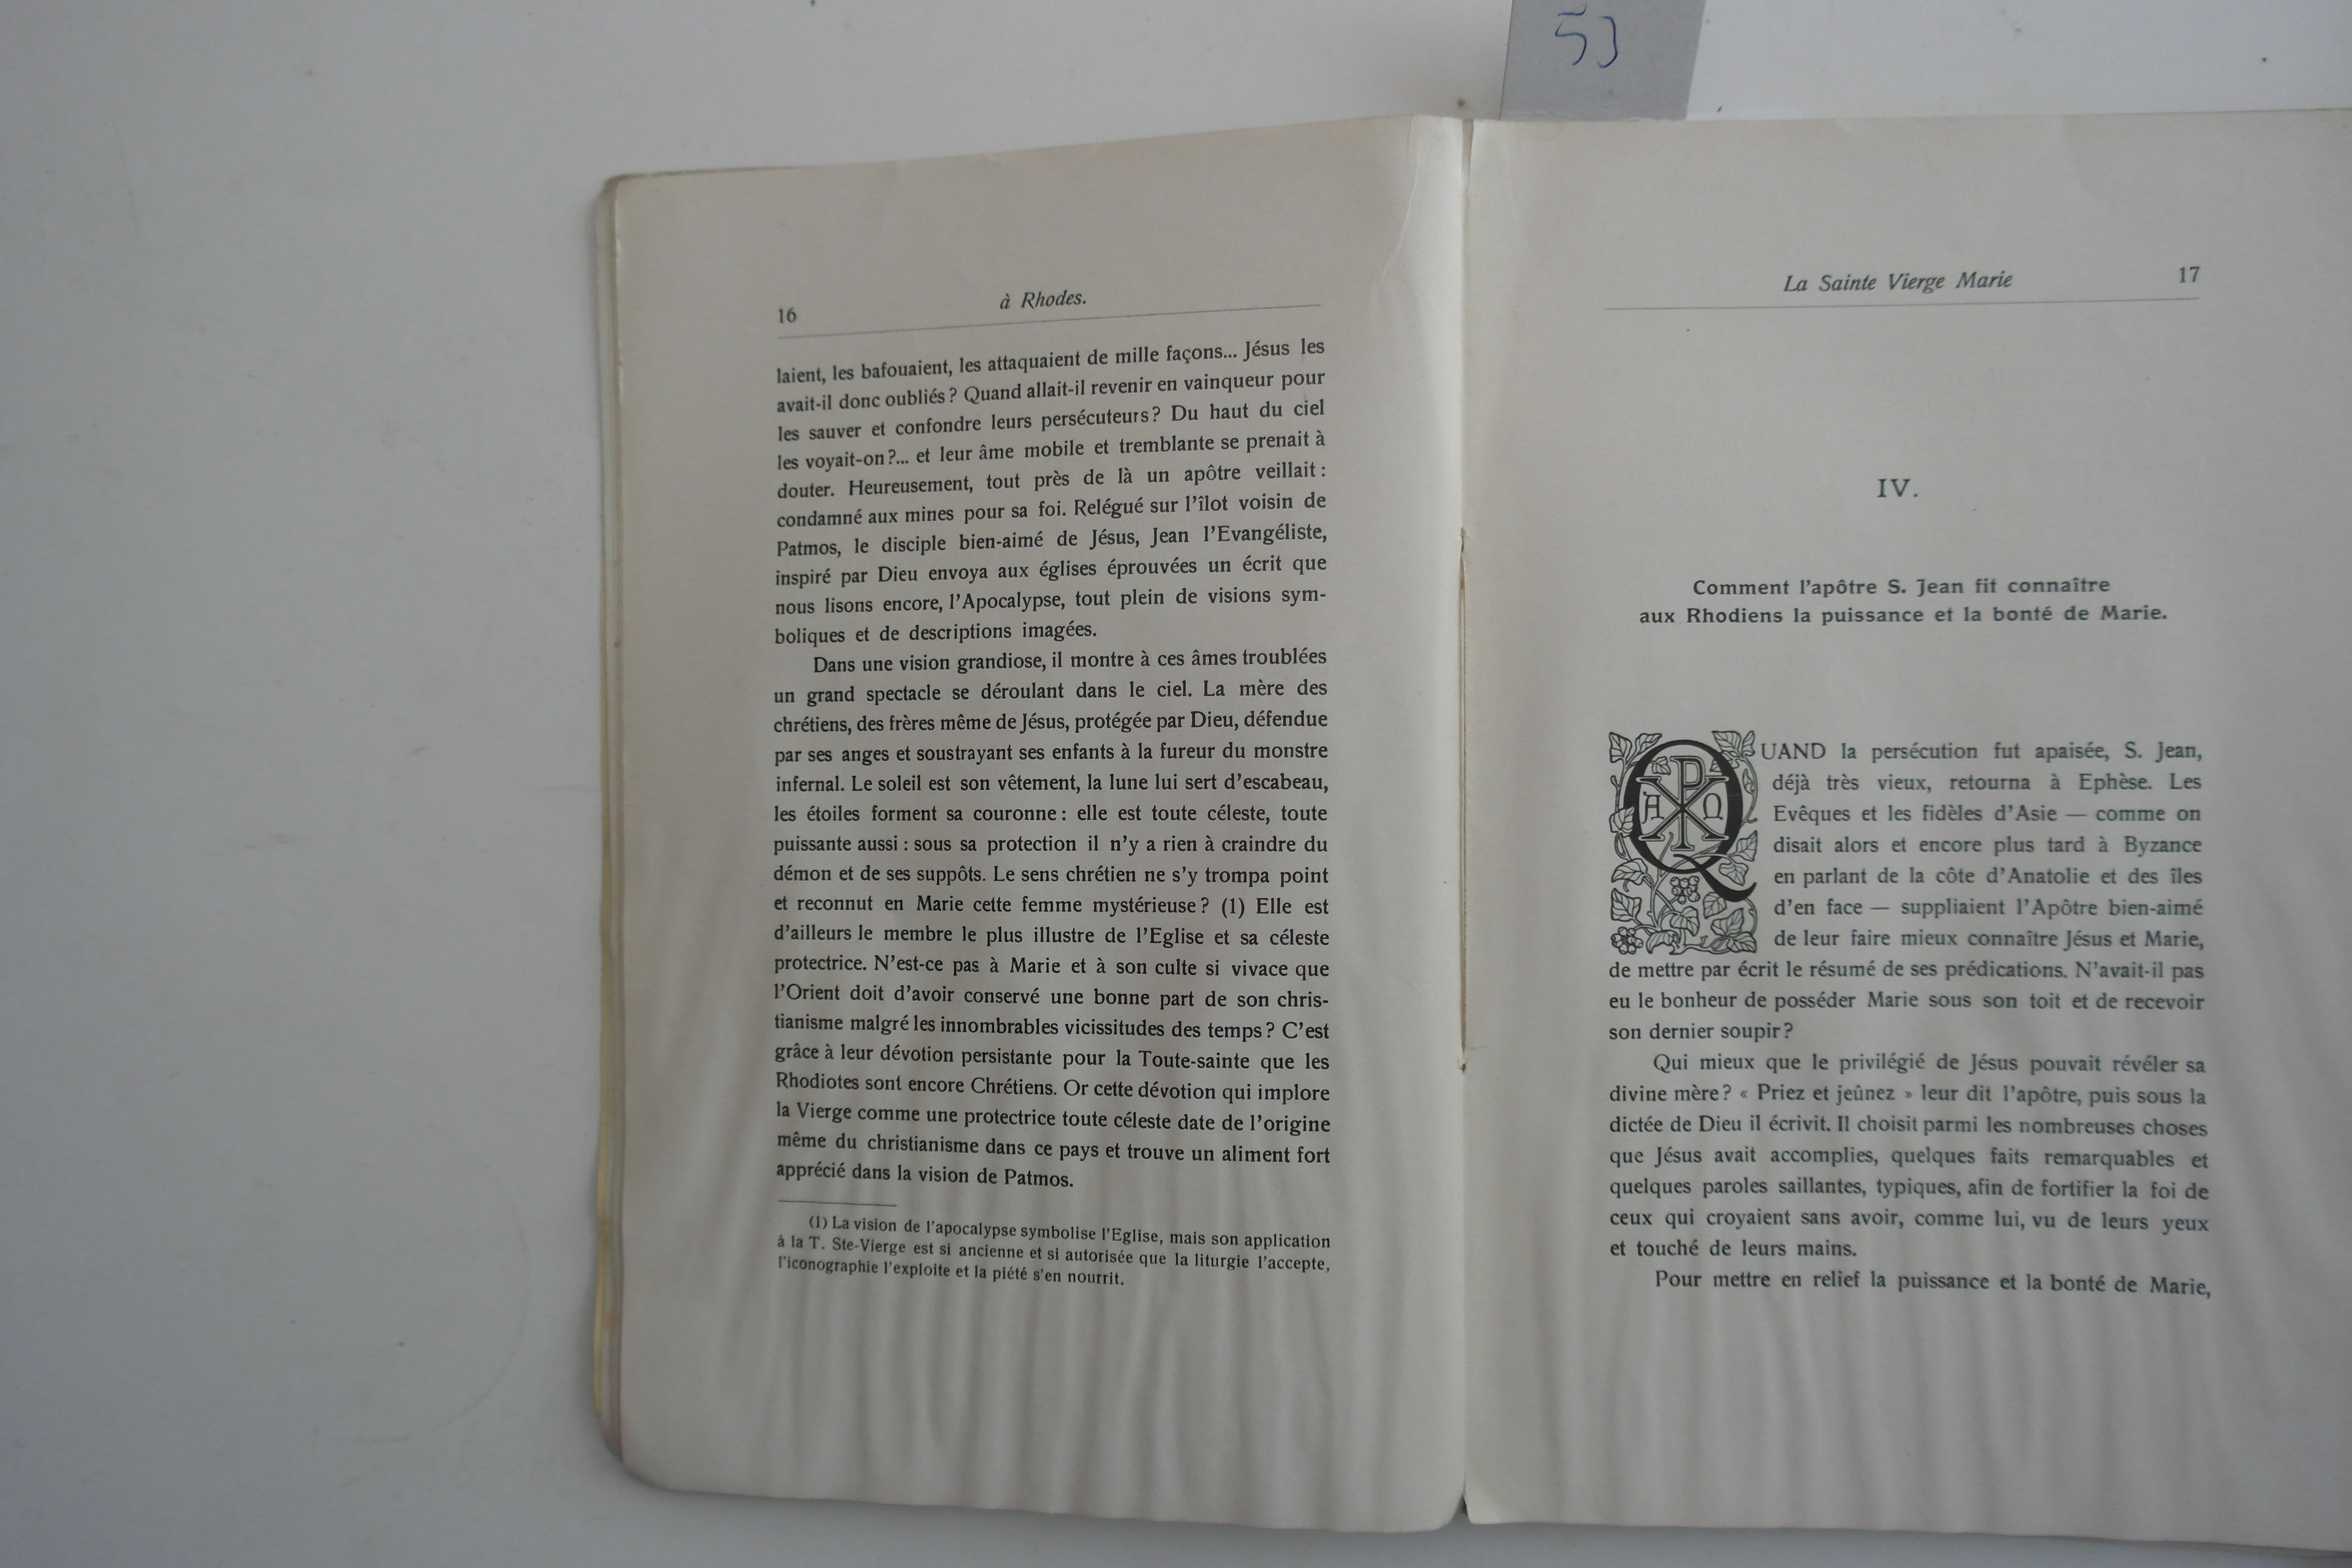 53
16
à Rhodes.
laient, les bafouaient, les attaquaient de mille façons... Jésus les
avait-il donc oubliés? Quand allait-il revenir en vainqueur pour
les sauver et confondre leurs persécuteurs? Du haut du ciel
les voyait-on?... et leur âme mobile et tremblante se prenait à
douter. Heureusement, tout près de là un apôtre veillait:
condamné aux mines pour sa foi. Relégué sur l'îlot voisin de
Patmos, le disciple bien-aimé de Jésus, Jean l'Evangéliste,
inspiré par Dieu envoya aux églises éprouvées un écrit que
nous lisons encore, l'Apocalypse, tout plein de visions sym-
boliques et de descriptions imagées.
Dans une vision grandiose, il montre à ces âmes troublées
un grand spectacle se déroulant dans le ciel. La mère des
chrétiens, des frères même de Jésus, protégée par Dieu, défendue
par ses anges et soustrayant ses enfants à la fureur du monstre
infernal. Le soleil est son vêtement, la lune lui sert d'escabeau,
les étoiles forment sa couronne: elle est toute céleste, toute
puissante aussi: sous sa protection il n'y a rien à craindre du
démon et de ses suppôts. Le sens chrétien ne s'y trompa point
et reconnut en Marie cette femme mystérieuse? (1) Elle est
d'ailleurs le membre le plus illustre de l'Eglise et sa céleste
protectrice. N'est-ce pas à Marie et à son culte si vivace que
l'Orient doit d'avoir conservé une bonne part de son chris-
tianisme malgré les innombrables vicissitudes des temps? C'est
grâce à leur dévotion persistante pour la Toute-sainte que les
Rhodiotes sont encore Chrétiens. Or cette dévotion qui implore
la Vierge comme une protectrice toute céleste date de l'origine
même du christianisme dans ce pays et trouve un aliment fort
apprécié dans la vision de Patmos.
(1) La vision de l'apocalypse symbolise l'Eglise, mais son application
à la T. Ste-Vierge est si ancienne et si autorisée que la liturgie l'accepte,
l'iconographie l'exploite et la piété s'en nourrit.
La Sainte Vierge Marie
17
IV.
Comment l'apôtre S. Jean fit connaître
aux Rhodiens la puissance et la bonté de Marie.
QUAND la persécution fut apaisée, S. Jean,
déjà très vieux, retourna à Ephèse. Les
Evêques et les fidèles d'Asie — comme on
disait alors et encore plus tard à Byzance
en parlant de la côte d'Anatolie et des îles
d'en face — suppliaient l'Apôtre bien-aimé
de leur faire mieux connaître Jésus et Marie,
de mettre par écrit le résumé de ses prédications. N'avait-il pas
eu le bonheur de posséder Marie sous son toit et de recevoir
son dernier soupir?
Qui mieux que le privilégié de Jésus pouvait révéler sa
divine mère? « Priez et jeûnez » leur dit l'apôtre, puis sous la
dictée de Dieu il écrivit. Il choisit parmi les nombreuses choses
que Jésus avait accomplies, quelques faits remarquables et
quelques paroles saillantes, typiques, afin de fortifier la foi de
ceux qui croyaient sans avoir, comme lui, vu de leurs yeux
et touché de leurs mains.
Pour mettre en relief la puissance et la bonté de Marie,